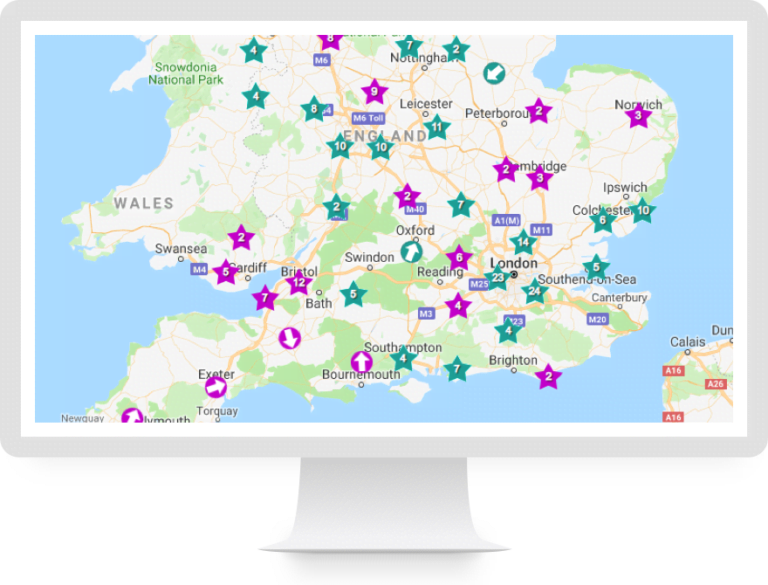 8
7
4
2
Nottingham
M6
Snowdonia
National Park
9
4
8
Leicester
2
Norwich
3
Peterborou
M6 Toll
11
ENGLAND
10
10
2
mbridge
3
Ipswich
WALES
2
M40
2
7
Colchester
6
10
A1(M)
M11
Oxford
14
2
Swansea
M4
5
Cardiff
Bristol
12
Swindon
6
Reading
London
23
M25
5
Southend-on-Sea
24
7
Bath
5
4
Canterbury
M3
M23
M20
4
Calais
Dun
Southampton
4
Brighton
7
2
Exeter
Bournemouth
A16
A26
Torquay
Newquay
lymouth
A16